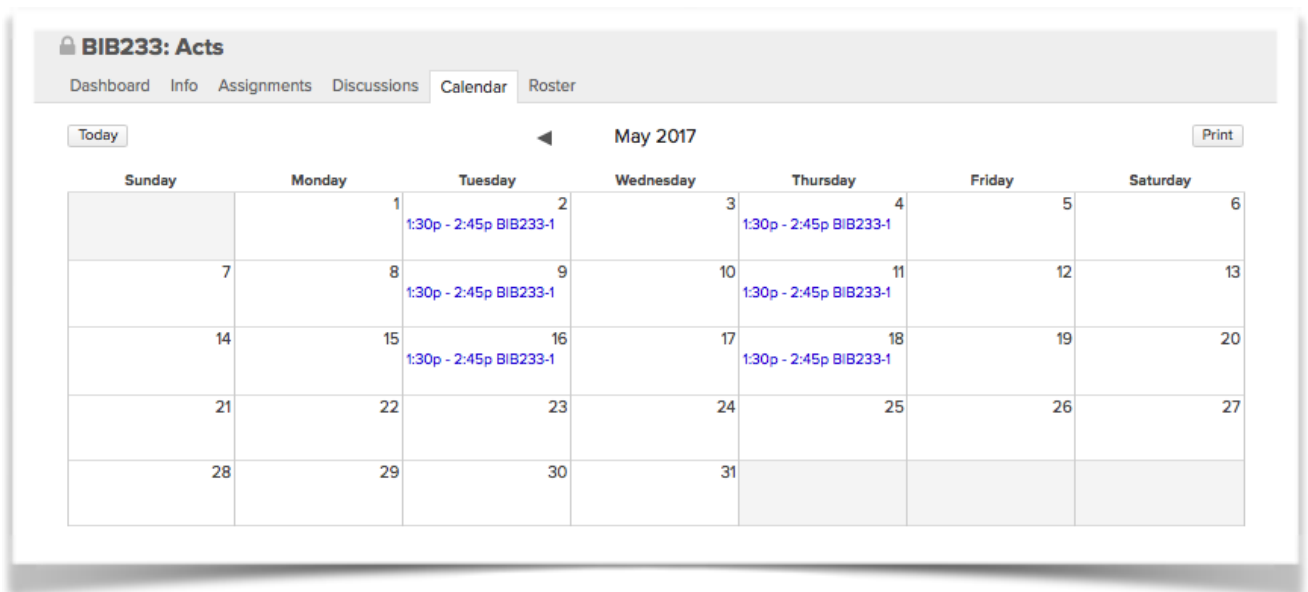 BIB233: Acts
Dashboard Info Assignments Discussions Calendar Roster
Today ◀ May 2017 Print
Sunday Monday Tuesday Wednesday Thursday Friday Saturday
1 2 3 4 5 6
1:30p - 2:45p BIB233-1 1:30p - 2:45p BIB233-1
7 8 9 10 11 12 13
1:30p - 2:45p BIB233-1 1:30p - 2:45p BIB233-1
14 15 16 17 18 19 20
1:30p - 2:45p BIB233-1 1:30p - 2:45p BIB233-1
21 22 23 24 25 26 27
28 29 30 31